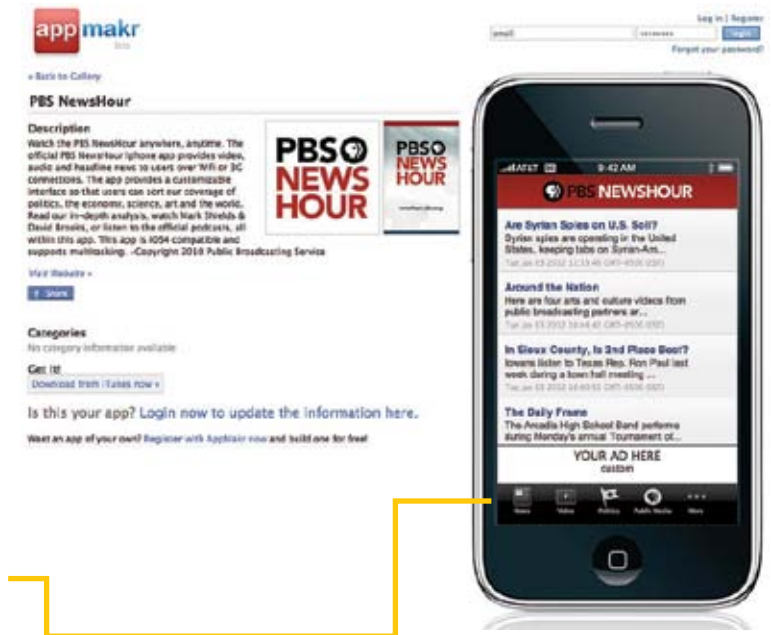 appmakr
Log in | Register
email
login
Forgot your password?
« Back to Gallery
PBS NewsHour
Description
Watch the PBS NewsHour anywhere, anytime. The
official PBS NewsHour iphone app provides video,
audio and headline news to users over Wifi or 3G
connections. The app provides a customizable
interface so that users can sort our coverage of
politics, the economy, science, art and the world.
Read our in-depth analysis, watch Mark Shields &
David Brooks, or listen to the official podcasts, all
within this app. This app is iOS4 compatible and
supports multitasking. -Copyright 2010 Public Broadcasting Service
PBS
NEWS
HOUR
PBS
NEWS
HOUR
Visit Website »
Share
Categories
No category information available
Get it!
Download from iTunes now »
Is this your app? Login now to update the information here.
Want an app of your own? Register with AppMakr now and build one for free!
AT&T 9:42 AM
PBS NEWSHOUR
Are Syrian Spies on U.S. Soil?
Syrian spies are operating in the United
States, keeping tabs on Syrian-Am...
Around the Nation
Here are four arts and culture videos from
public broadcasting partners ar...
In Sioux County, Is 2nd Place Best?
Iowans listen to Texas Rep. Ron Paul last
week during a town hall meeting ...
The Daily Frame
The Arcadia High School Band performs
during Monday's annual Tournament of...
YOUR AD HERE
custom
News Video Politics Public Media More